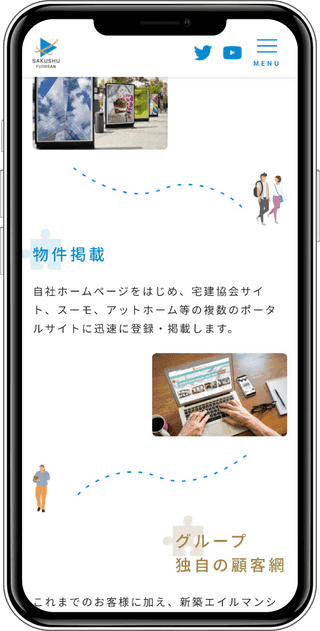 SAKUSHU
FUDOSAN
MENU
物件掲載
自社ホームページをはじめ、宅建協会サイ
ト、スーモ、アットホーム等の複数のポータ
ルサイトに迅速に登録・掲載します。
グループ
独自の顧客網
これまでのお客様に加え、新築エイルマンシ